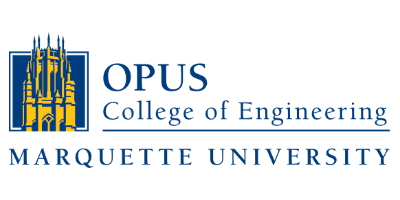 OPUS
College of Engineering
MARQUETTE UNIVERSITY